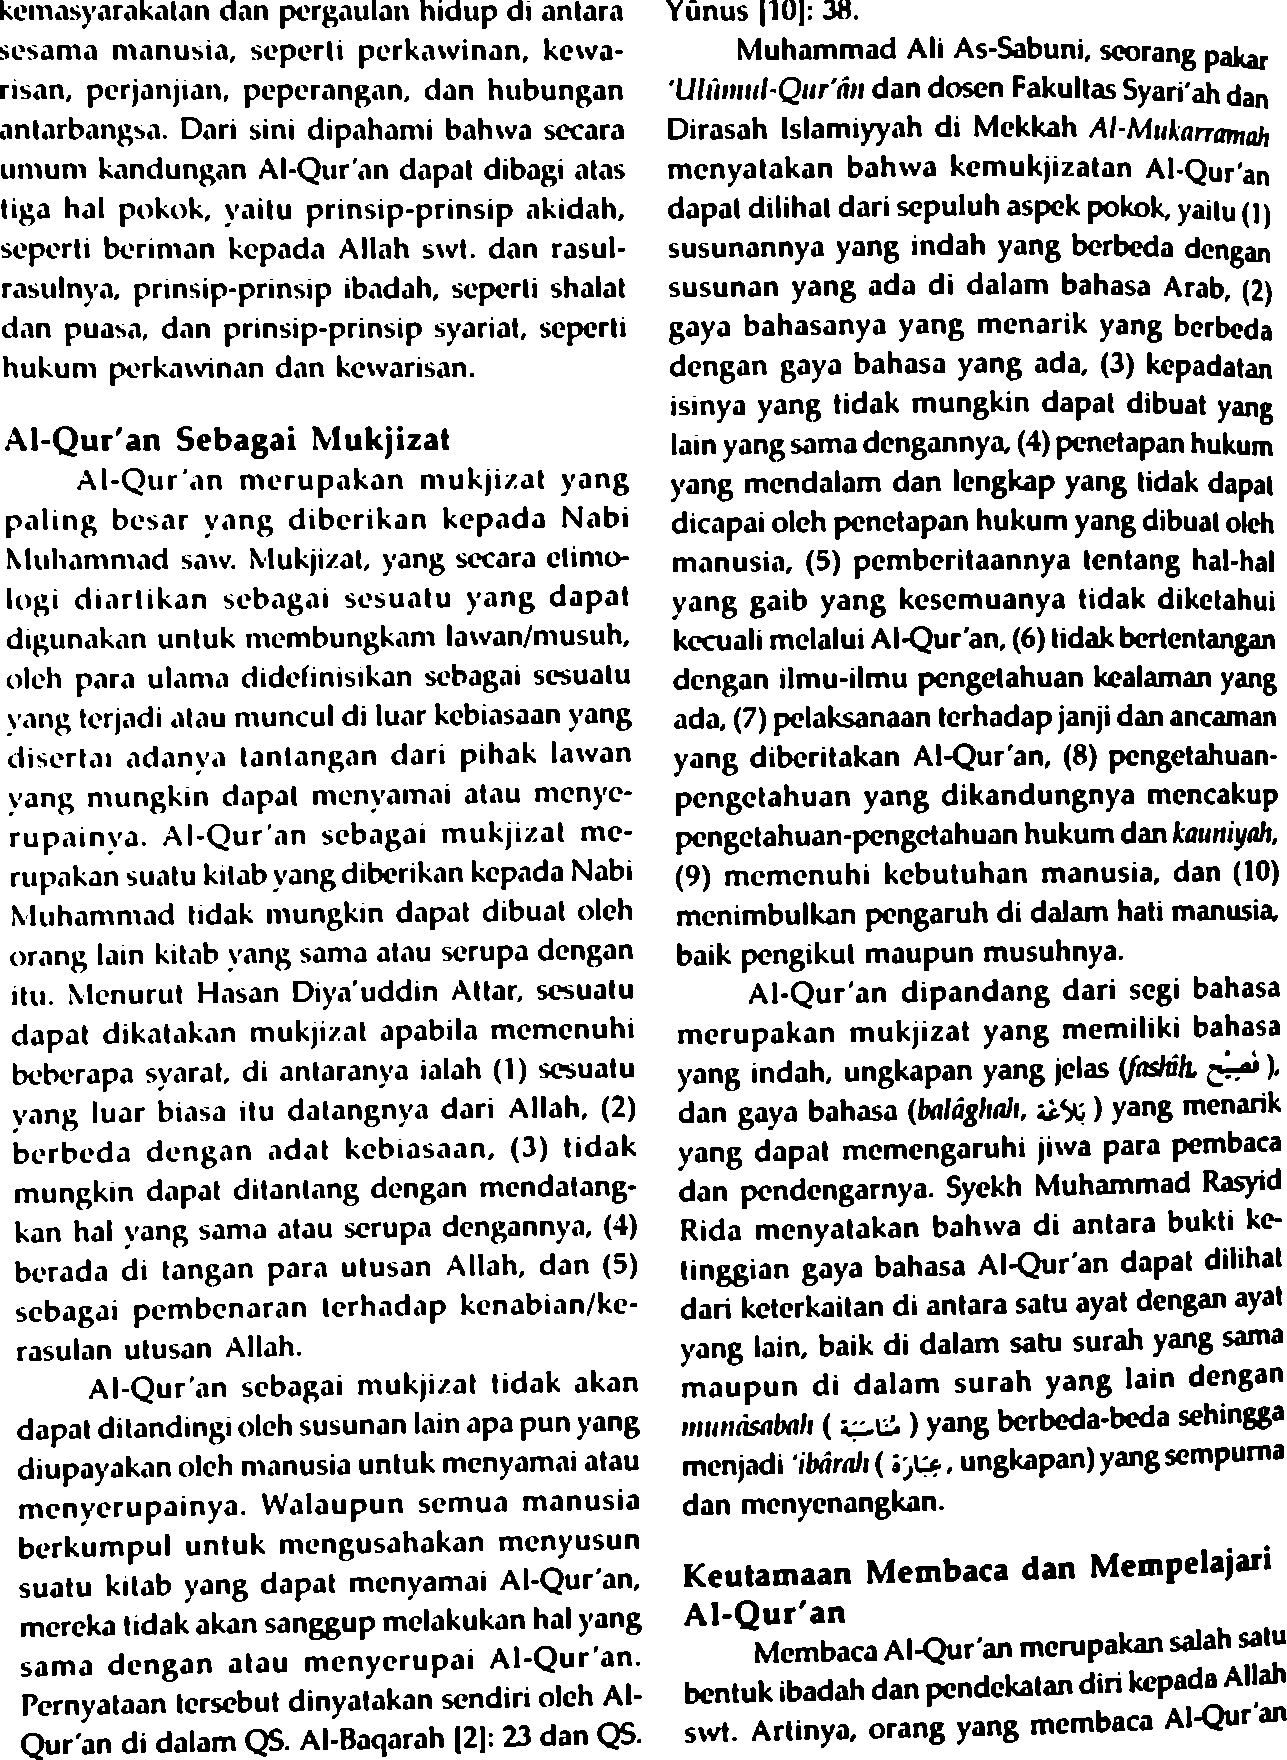 kemasyarakatan dan pergaulan hidup di antara
sesama manusia, seperti perkawinan, kewa-
risan, perjanjian, peperangan, dan hubungan
antarbangsa. Dari sini dipahami bahwa secara
umum kandungan Al-Qur'an dapat dibagi atas
tiga hal pokok, yaitu prinsip-prinsip akidah,
seperti beriman kepada Allah swt. dan rasul-
rasulnya, prinsip-prinsip ibadah, seperti shalat
dan puasa, dan prinsip-prinsip syariat, seperti
hukum perkawinan dan kewarisan.
Al-Qur'an Sebagai Mukjizat
Al-Qur'an merupakan mukjizat yang
paling besar yang diberikan kepada Nabi
Muhammad saw. Mukjizat, yang secara etimo-
logi diartikan sebagai sesuatu yang dapat
digunakan untuk membungkam lawan/musuh,
oleh para ulama didefinisikan sebagai sesuatu
yang terjadi atau muncul di luar kebiasaan yang
disertai adanya tantangan dari pihak lawan
yang mungkin dapat menyamai atau menye-
rupainya. Al-Qur'an sebagai mukjizat me-
rupakan suatu kitab yang diberikan kepada Nabi
Muhammad tidak mungkin dapat dibuat oleh
orang lain kitab yang sama atau serupa dengan
itu. Menurut Hasan Diya'uddin Attar, sesuatu
dapat dikatakan mukjizat apabila memenuhi
beberapa syarat, di antaranya ialah (1) sesuatu
yang luar biasa itu datangnya dari Allah, (2)
berbeda dengan adat kebiasaan, (3) tidak
mungkin dapat ditantang dengan mendatang-
kan hal yang sama atau serupa dengannya, (4)
berada di tangan para utusan Allah, dan (5)
sebagai pembenaran terhadap kenabian/ke-
rasulan utusan Allah.
Al-Qur'an sebagai mukjizat tidak akan
dapat ditandingi oleh susunan lain apa pun yang
diupayakan oleh manusia untuk menyamai atau
menyerupainya. Walaupun semua manusia
berkumpul untuk mengusahakan menyusun
suatu kitab yang dapat menyamai Al-Qur'an,
mereka tidak akan sanggup melakukan hal yang
sama dengan atau menyerupai Al-Qur'an.
Pernyataan tersebut dinyatakan sendiri oleh Al-
Qur'an di dalam QS. Al-Baqarah [2]: 23 dan QS.
Yûnus [10]: 38.
Muhammad Ali As-Sabuni, seorang pakar
'Ulûmul-Qur'ân dan dosen Fakultas Syari'ah dan
Dirasah Islamiyyah di Mekkah Al-Mukarramah
menyatakan bahwa kemukjizatan Al-Qur'an
dapat dilihat dari sepuluh aspek pokok, yaitu (1)
susunannya yang indah yang berbeda dengan
susunan yang ada di dalam bahasa Arab, (2)
gaya bahasanya yang menarik yang berbeda
dengan gaya bahasa yang ada, (3) kepadatan
isinya yang tidak mungkin dapat dibuat yang
lain yang sama dengannya, (4) penetapan hukum
yang mendalam dan lengkap yang tidak dapat
dicapai oleh penetapan hukum yang dibuat oleh
manusia, (5) pemberitaannya tentang hal-hal
yang gaib yang kesemuanya tidak diketahui
kecuali melalui Al-Qur'an, (6) tidak bertentangan
dengan ilmu-ilmu pengetahuan kealaman yang
ada, (7) pelaksanaan terhadap janji dan ancaman
yang diberitakan Al-Qur'an, (8) pengetahuan-
pengetahuan yang dikandungnya mencakup
pengetahuan-pengetahuan hukum dan kauniyah,
(9) memenuhi kebutuhan manusia, dan (10)
menimbulkan pengaruh di dalam hati manusia,
baik pengikut maupun musuhnya.
Al-Qur'an dipandang dari segi bahasa
merupakan mukjizat yang memiliki bahasa
yang indah, ungkapan yang jelas (fashîh, فصيح ),
dan gaya bahasa (balâghah, بلاغة ) yang menarik
yang dapat memengaruhi jiwa para pembaca
dan pendengarnya. Syekh Muhammad Rasyid
Rida menyatakan bahwa di antara bukti ke-
tinggian gaya bahasa Al-Qur'an dapat dilihat
dari keterkaitan di antara satu ayat dengan ayat
yang lain, baik di dalam satu surah yang sama
maupun di dalam surah yang lain dengan
munâsabah ( مناسبة ) yang berbeda-beda sehingga
menjadi 'ibârah ( عبارة , ungkapan) yang sempurna
dan menyenangkan.
Keutamaan Membaca dan Mempelajari
Al-Qur'an
Membaca Al-Qur'an merupakan salah satu
bentuk ibadah dan pendekatan diri kepada Allah
swt. Artinya, orang yang membaca Al-Qur'an